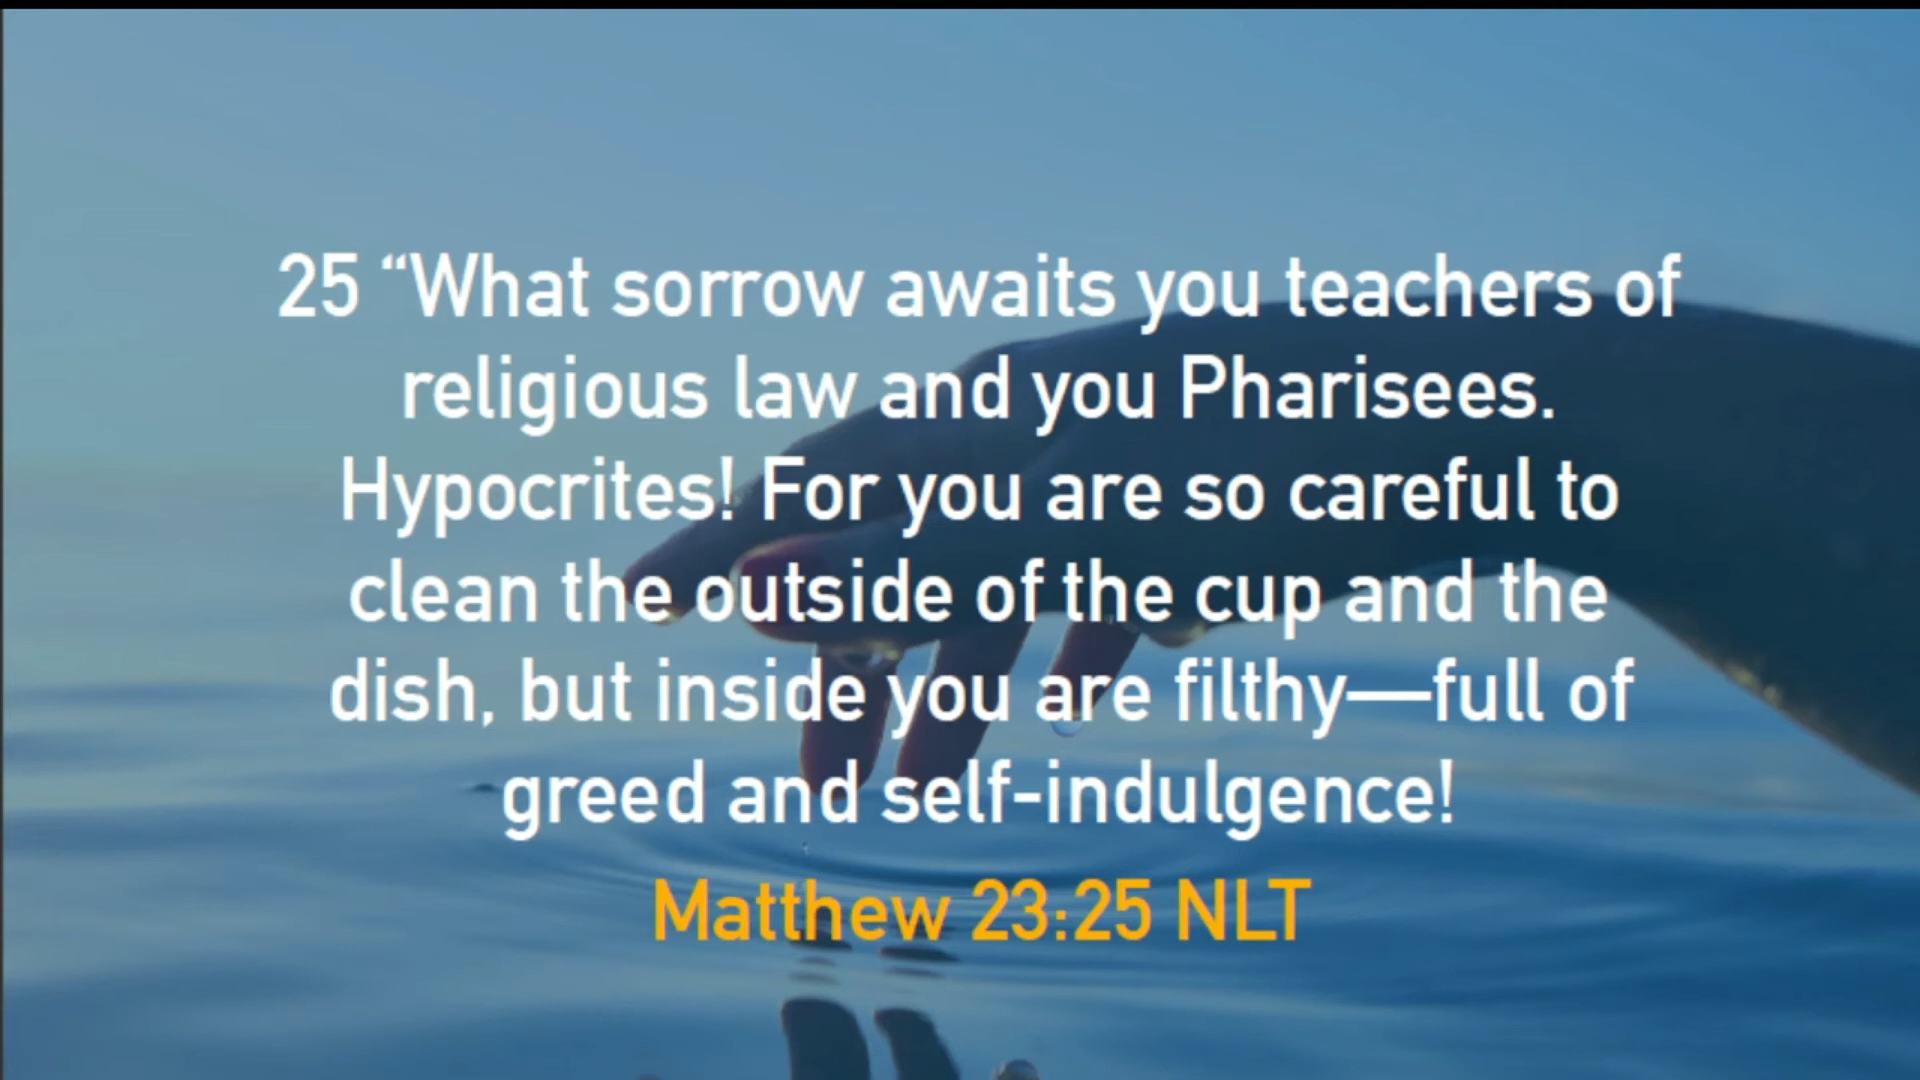 25 “What sorrow awaits you teachers of
religious law and you Pharisees.
Hypocrites! For you are so careful to
clean the outside of the cup and the
dish, but inside you are filthy—full of
greed and self-indulgence!
Matthew 23:25 NLT